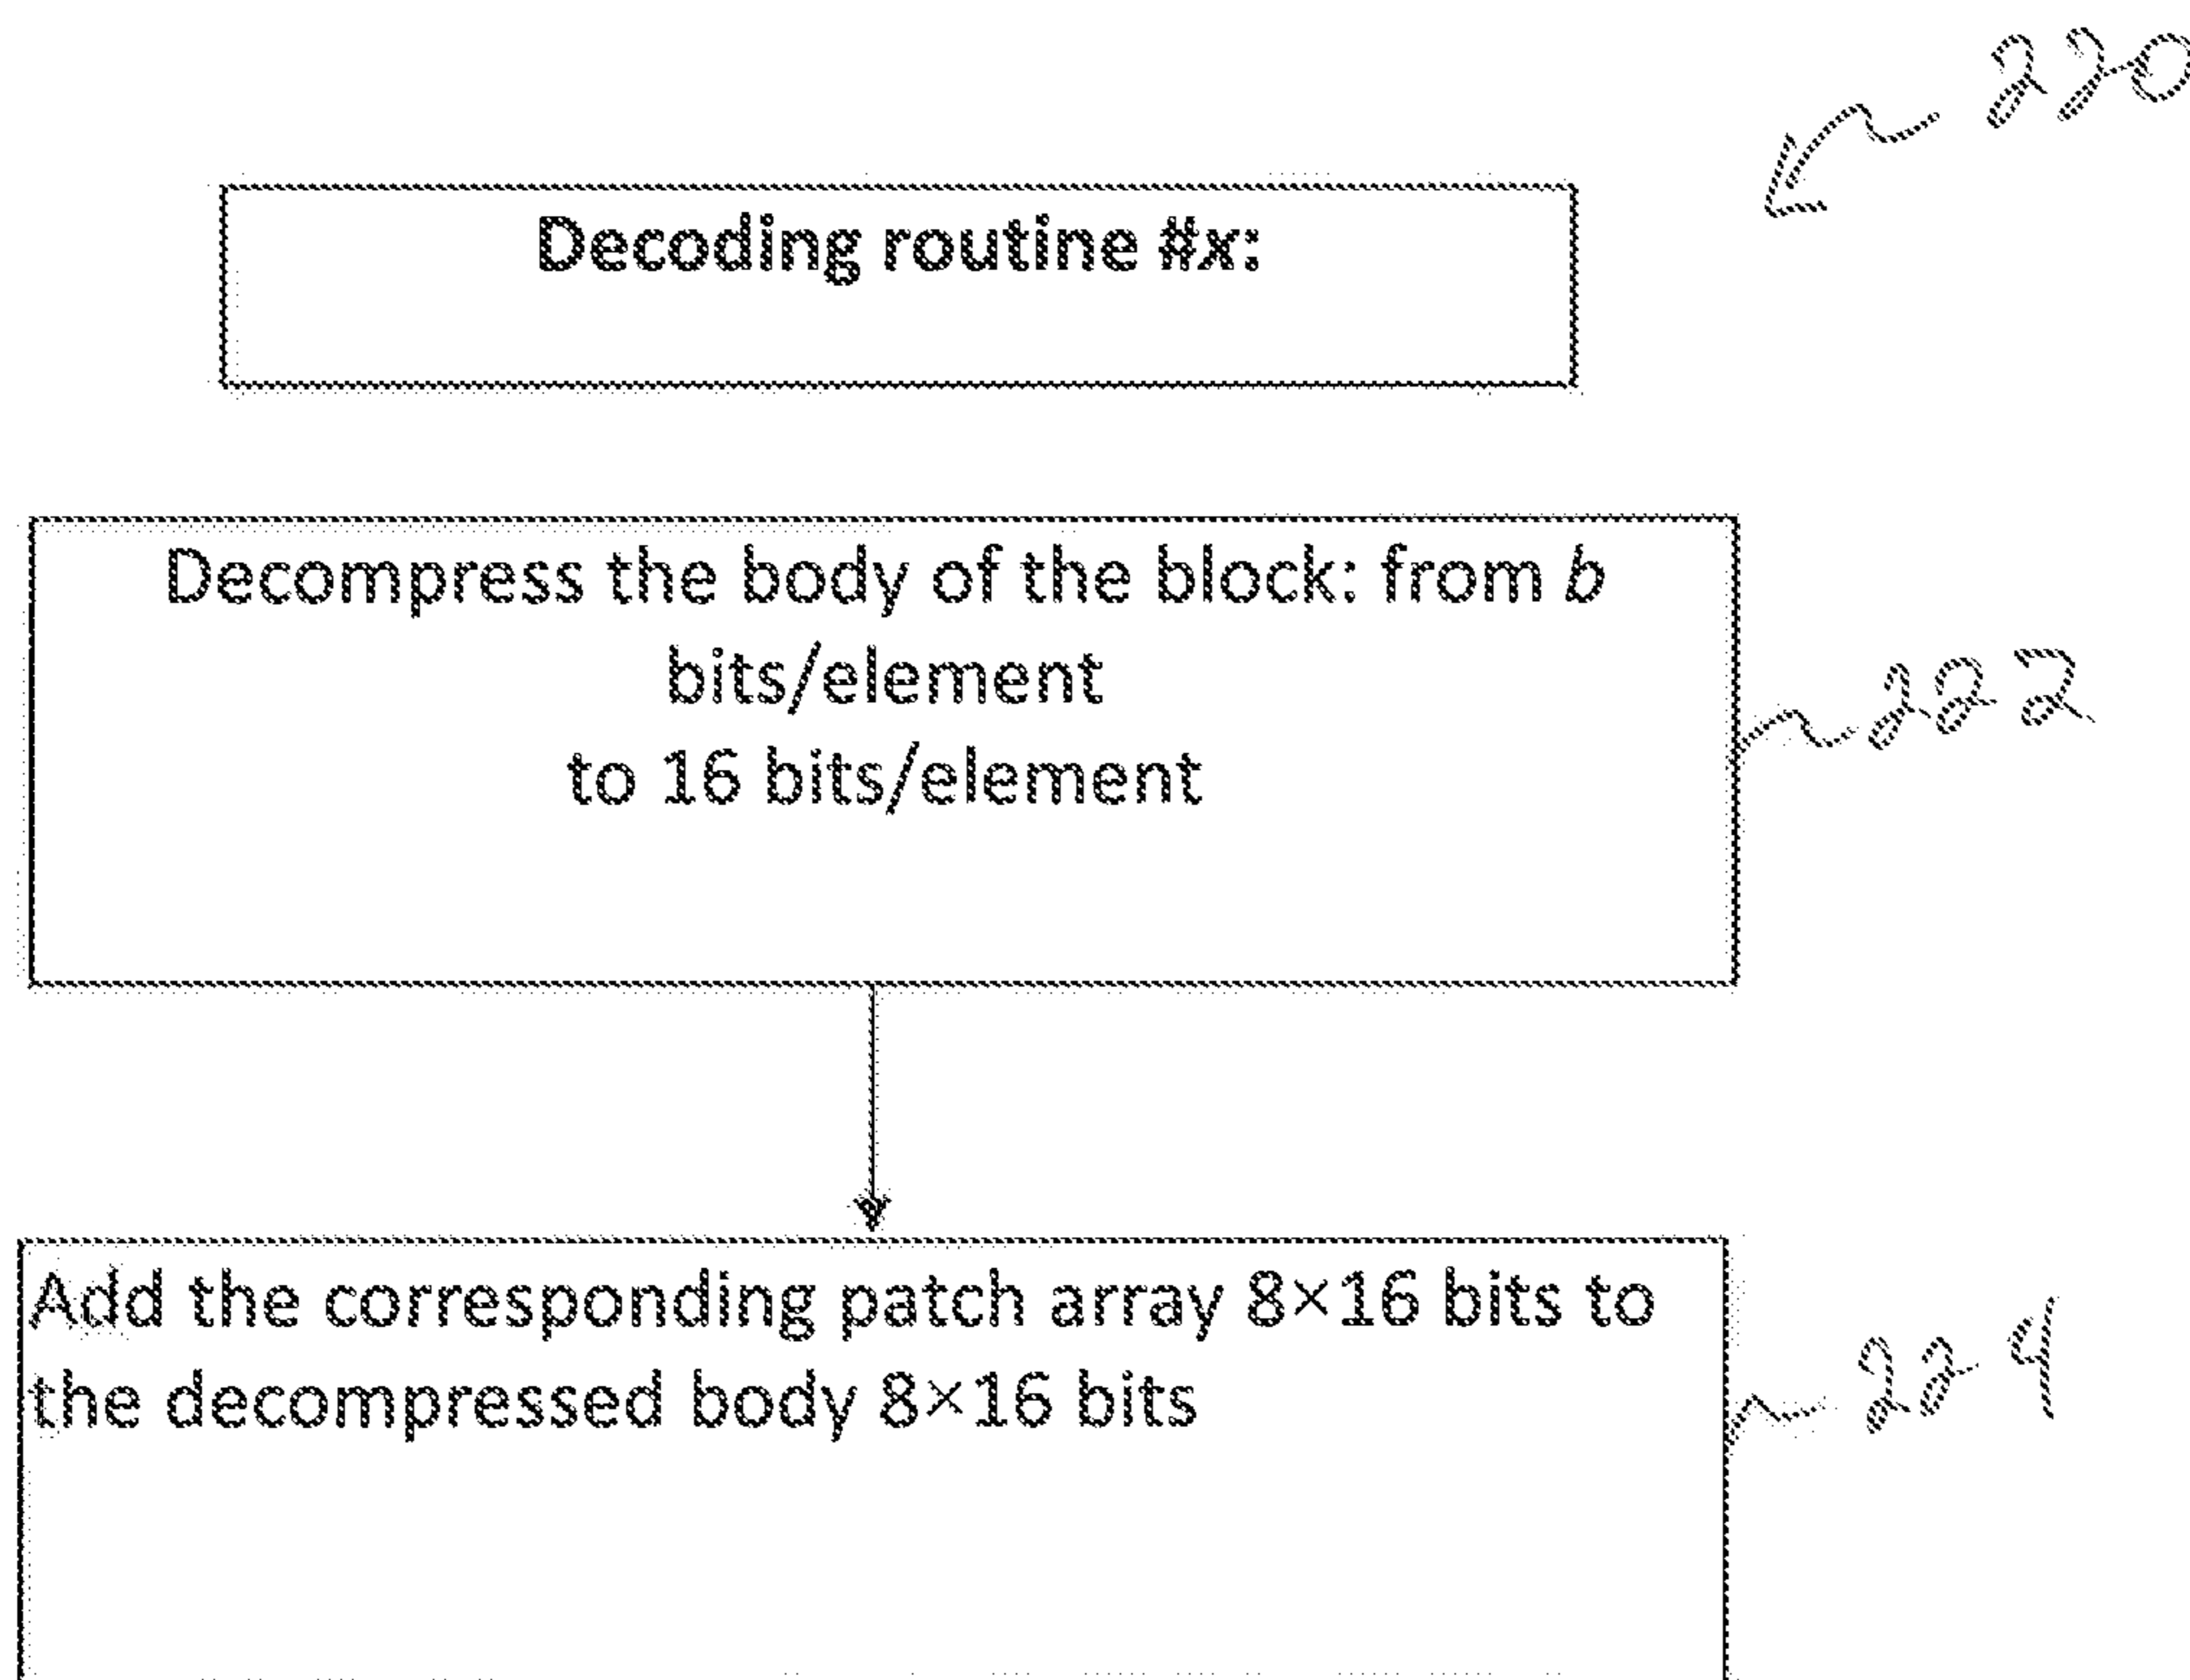 220
Decoding routine #x:
Decompress the body of the block: from b
bits/element
to 16 bits/element
222
Add the corresponding patch array 8×16 bits to
the decompressed body 8×16 bits
224